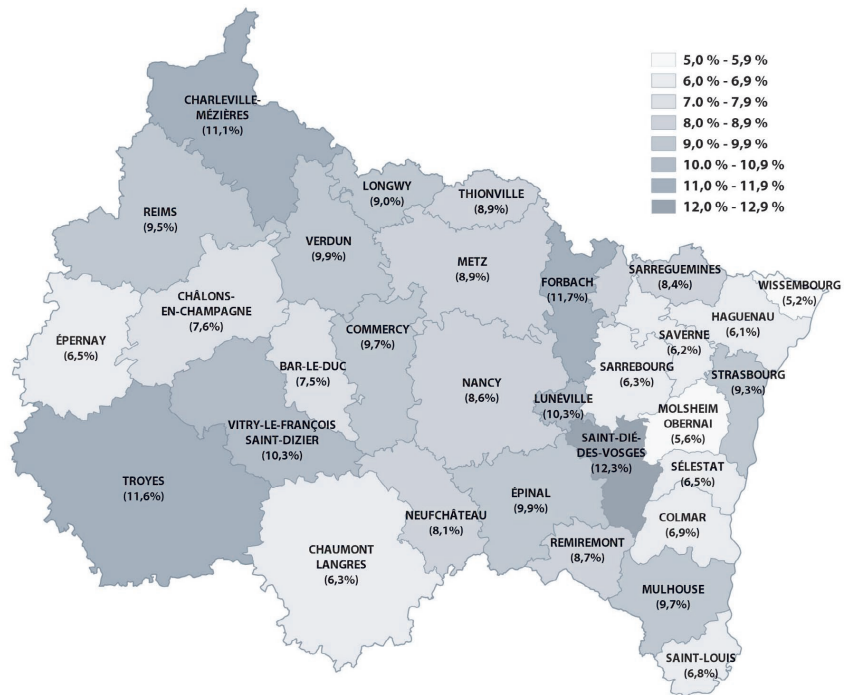 5,0 % - 5,9 %
6,0 % - 6,9 %
7.0 % - 7,9 %
8,0 % - 8,9 %
9,0 % - 9,9 %
10.0 % - 10,9 %
11,0 % - 11,9 %
12,0 % - 12,9 %
CHARLEVILLE-
MÉZIÈRES
(11,1%)
LONGWY
(9,0%)
THIONVILLE
(8,9%)
REIMS
(9,5%)
VERDUN
(9,9%)
METZ
(8,9%)
FORBACH
(11,7%)
SARREGUEMINES
(8,4%)
WISSEMBOURG
(5,2%)
HAGUENAU
(6,1%)
CHÂLONS-
EN-CHAMPAGNE
(7,6%)
ÉPERNAY
(6,5%)
COMMERCY
(9,7%)
SAVERNE
(6,2%)
BAR-LE-DUC
(7,5%)
SARREBOURG
(6,3%)
STRASBOURG
(9,3%)
NANCY
(8,6%)
LUNÉVILLE
(10,3%)
MOLSHEIM
OBERNAI
(5,6%)
VITRY-LE-FRANÇOIS
SAINT-DIZIER
(10,3%)
SAINT-DIÉ-
DES-VOSGES
(12,3%)
SÉLESTAT
(6,5%)
TROYES
(11,6%)
ÉPINAL
(9,9%)
NEUFCHÂTEAU
(8,1%)
COLMAR
(6,9%)
REMIREMONT
(8,7%)
CHAUMONT
LANGRES
(6,3%)
MULHOUSE
(9,7%)
SAINT-LOUIS
(6,8%)